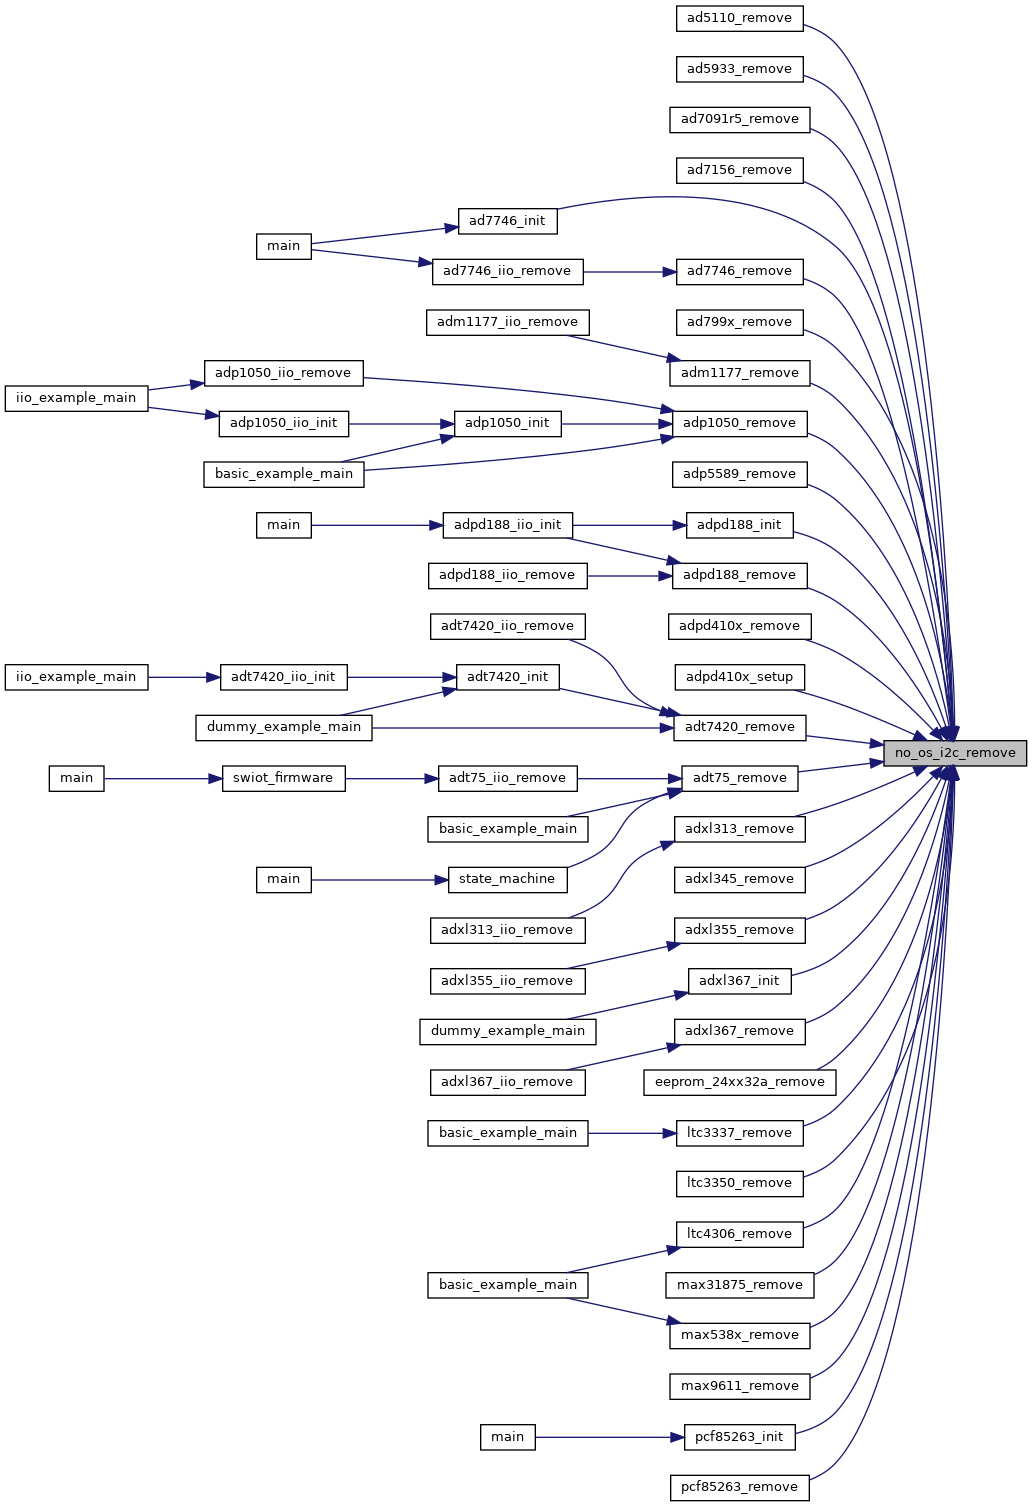 ad5110_remove
ad5933_remove
ad7091r5_remove
ad7156_remove
ad7746_init
main
ad7746_iio_remove
ad7746_remove
adm1177_iio_remove
ad799x_remove
adp1050_iio_remove
adm1177_remove
iio_example_main
adp1050_iio_init
adp1050_init
adp1050_remove
basic_example_main
adp5589_remove
main
adpd188_iio_init
adpd188_init
adpd188_iio_remove
adpd188_remove
adt7420_iio_remove
adpd410x_remove
iio_example_main
adt7420_iio_init
adt7420_init
adpd410x_setup
dummy_example_main
adt7420_remove
no_os_i2c_remove
main
swiot_firmware
adt75_iio_remove
adt75_remove
basic_example_main
adxl313_remove
main
state_machine
adxl345_remove
adxl313_iio_remove
adxl355_remove
adxl355_iio_remove
adxl367_init
dummy_example_main
adxl367_remove
adxl367_iio_remove
eeprom_24xx32a_remove
basic_example_main
ltc3337_remove
ltc3350_remove
ltc4306_remove
basic_example_main
max31875_remove
max538x_remove
max9611_remove
main
pcf85263_init
pcf85263_remove